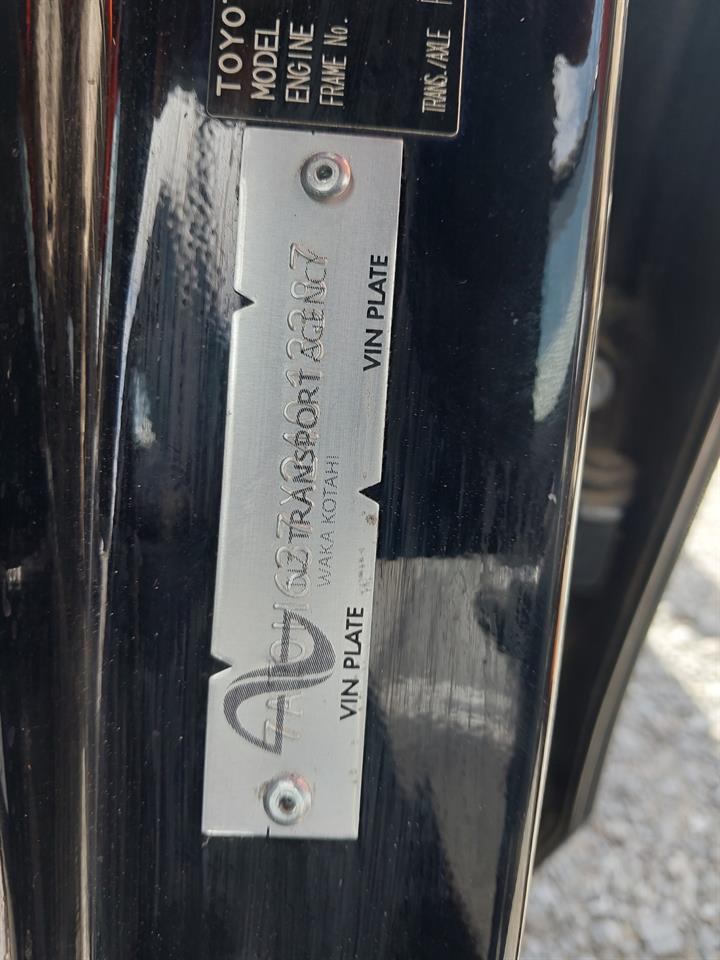 TOYO
MODEL
ENGINE
FRAME No.
TRANS./AXLE
NZ TRANSPORT AGENCY
WAKA KOTAHI
VIN PLATE
VIN PLATE